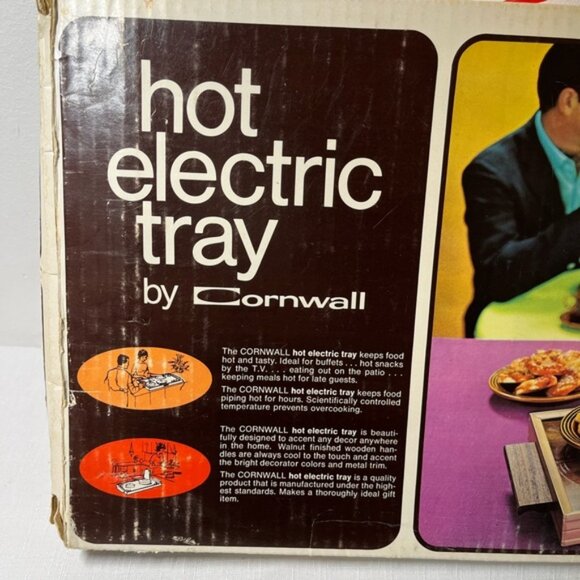 hot
electric
tray
by Cornwall
The CORNWALL hot electric tray keeps food
hot and tasty. Ideal for buffets . . . hot snacks
by the T.V. . . . eating out on the patio . . .
keeping meals hot for late guests.
The CORNWALL hot electric tray keeps food
piping hot for hours. Scientifically controlled
temperature prevents overcooking.
The CORNWALL hot electric tray is beauti-
fully designed to accent any decor anywhere
in the home. Walnut finished wooden han-
dles are always cool to the touch and accent
the bright decorator colors and metal trim.
The CORNWALL hot electric tray is a quality
product that is manufactured under the high-
est standards. Makes a thoroughly ideal gift
item.